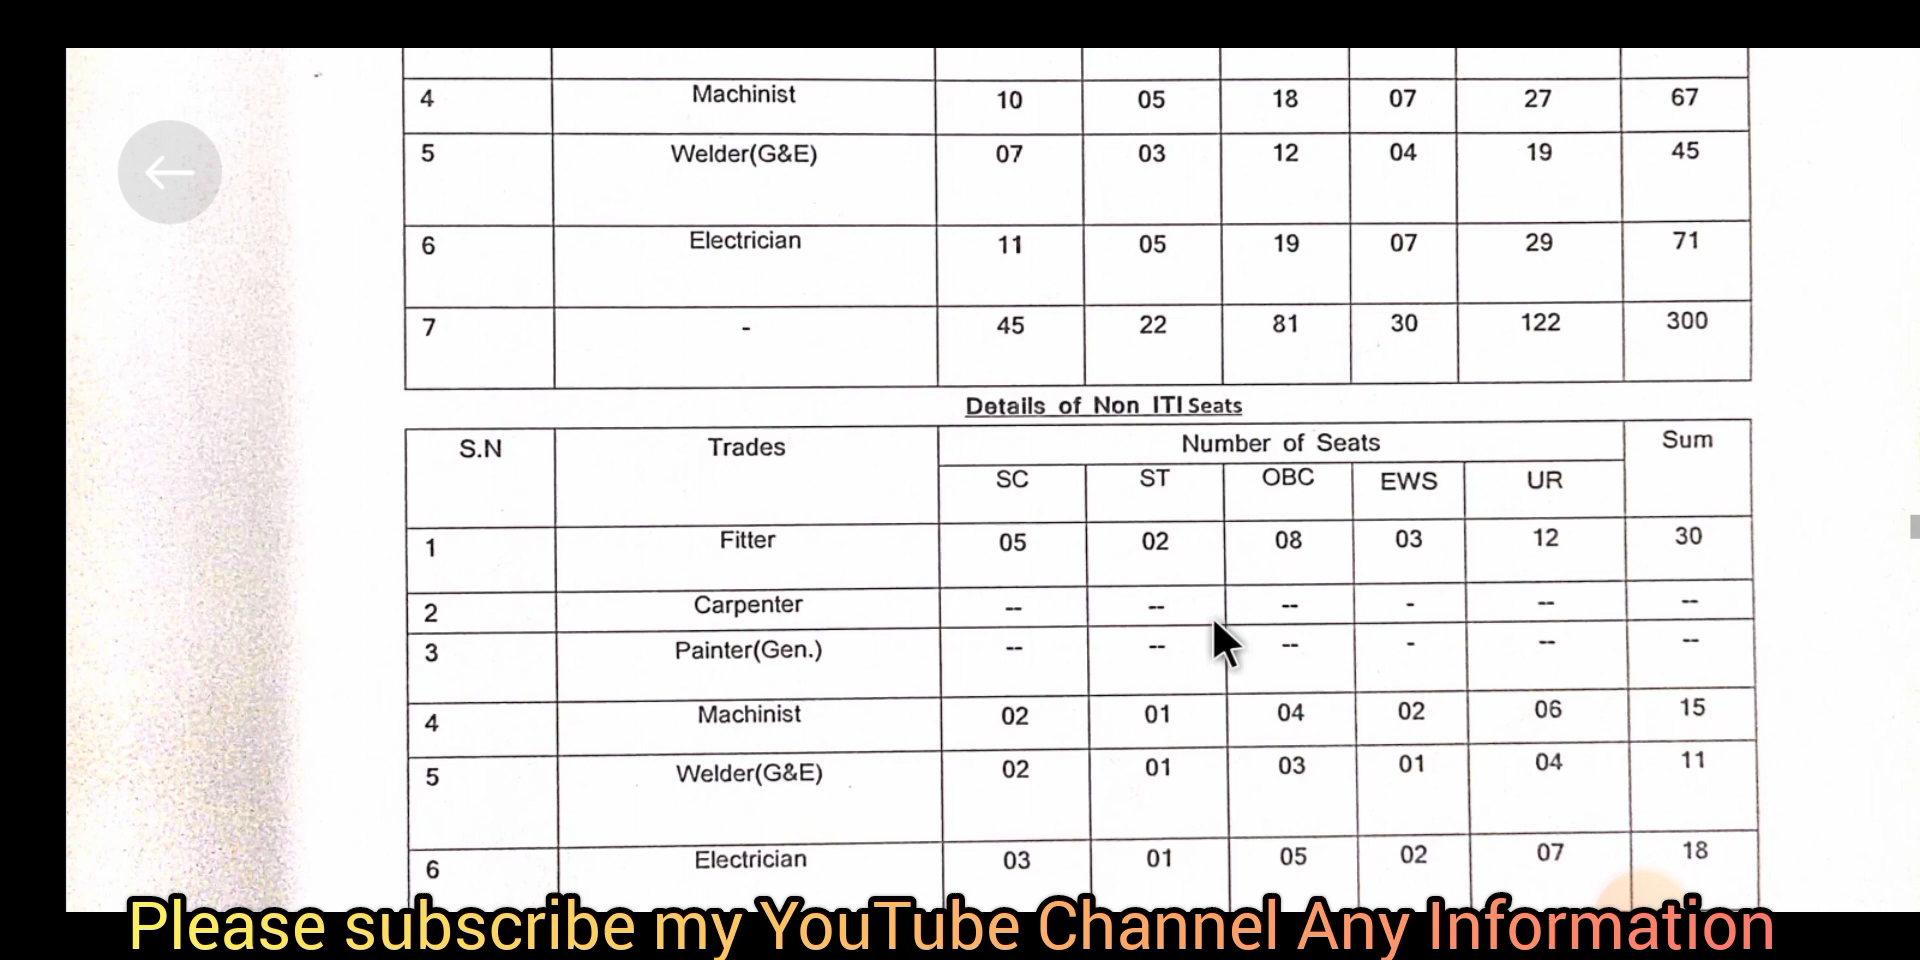 4 Machinist 10 05 18 07 27 67
5 Welder(G&E) 07 03 12 04 19 45
6 Electrician 11 05 19 07 29 71
7 - 45 22 81 30 122 300
Details of Non ITI Seats
S.N Trades Number of Seats Sum
SC ST OBC EWS UR
1 Fitter 05 02 08 03 12 30
2 Carpenter -- -- -- - -- --
3 Painter(Gen.) -- -- -- - -- --
4 Machinist 02 01 04 02 06 15
5 Welder(G&E) 02 01 03 01 04 11
6 Electrician 03 01 05 02 07 18
Please subscribe my YouTube Channel Any Information